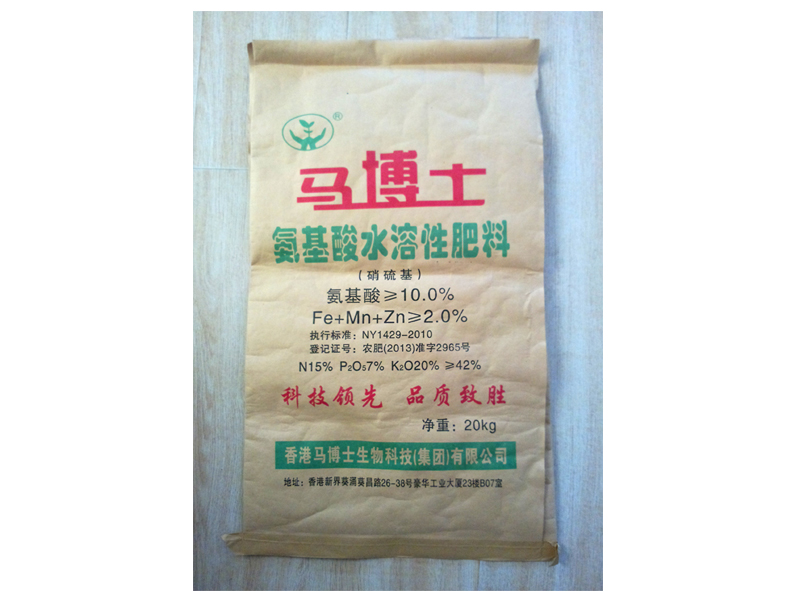 ®
马博士
氨基酸水溶性肥料
(硝硫基)
氨基酸≥10.0%
Fe+Mn+Zn≥2.0%
执行标准：NY1429-2010
登记证号：农肥(2013)准字2965号
N15% P₂O₅7% K₂O20% ≥42%
科技领先 品质致胜
净重：20kg
香港马博士生物科技(集团)有限公司
地址：香港新界葵涌葵昌路26-38号豪华工业大厦23楼B07室